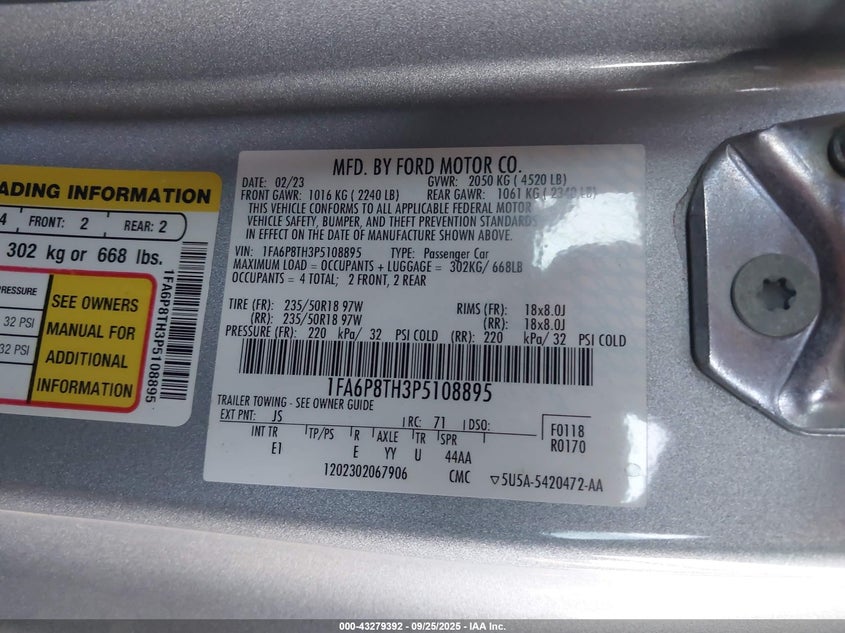 ADING INFORMATION
4 FRONT: 2 REAR: 2
302 kg or 668 lbs.
PRESSURE
32 PSI
32 PSI
SEE OWNERS
MANUAL FOR
ADDITIONAL
INFORMATION
1FA6P8TH3P5108895
MFD. BY FORD MOTOR CO.
DATE: 02/23 GVWR: 2050 KG ( 4520 LB)
FRONT GAWR: 1016 KG ( 2240 LB) REAR GAWR: 1061 KG ( 2340 LB)
THIS VEHICLE CONFORMS TO ALL APPLICABLE FEDERAL MOTOR
VEHICLE SAFETY, BUMPER, AND THEFT PREVENTION STANDARDS
IN EFFECT ON THE DATE OF MANUFACTURE SHOWN ABOVE.
VIN: 1FA6P8TH3P5108895 TYPE: Passenger Car
MAXIMUM LOAD = OCCUPANTS + LUGGAGE = 302KG/ 668LB
OCCUPANTS = 4 TOTAL; 2 FRONT, 2 REAR
TIRE (FR): 235/50R18 97W RIMS (FR): 18x8.0J
(RR): 235/50R18 97W (RR): 18x8.0J
PRESSURE (FR): 220 kPa/ 32 PSI COLD (RR): 220 kPa/ 32 PSI COLD
1FA6P8TH3P5108895
TRAILER TOWING - SEE OWNER GUIDE
EXT PNT: JS RC: 71 DSO: F0118
INT TR TP/PS R AXLE TR SPR R0170
E1 E YY U 44AA
1202302067906 CMC 5U5A-5420472-AA
000-43279392 - 09/25/2025 - IAA Inc.